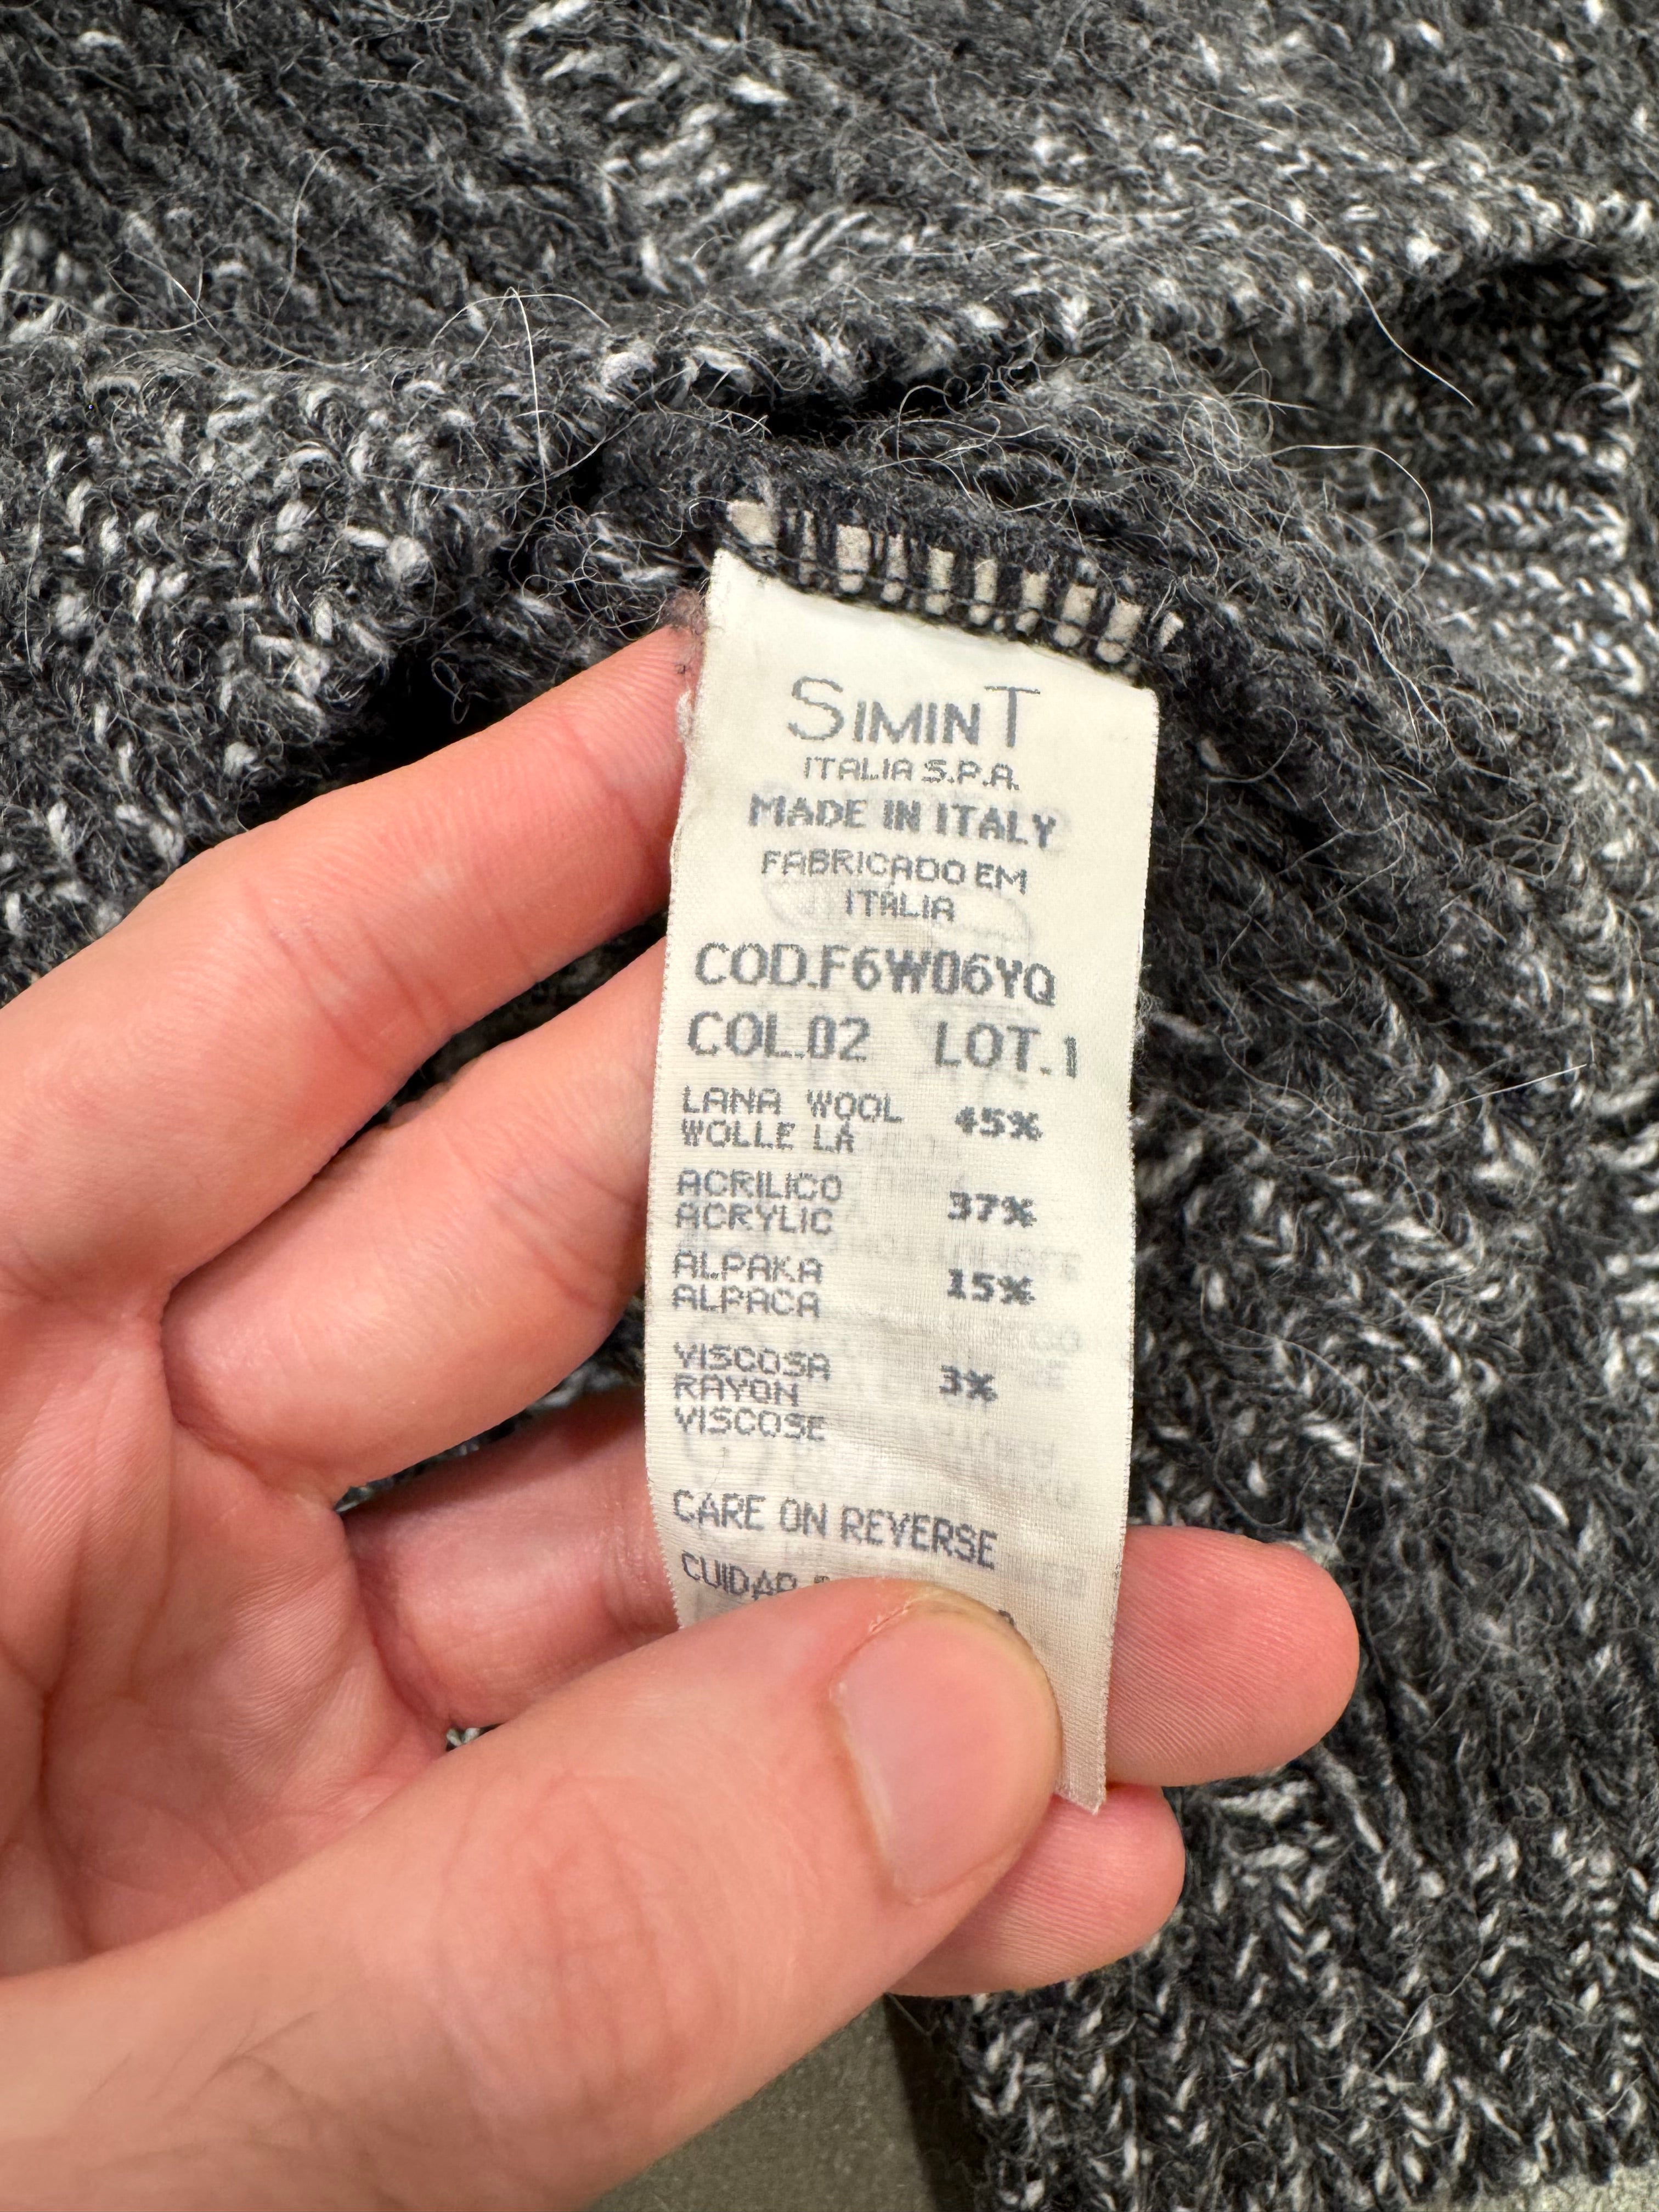 SIMINT
ITALIA S.P.A.
MADE IN ITALY
FABRICADO EM
ITÁLIA
COD.F6W06YQ
COL.02 LOT.1
LANA WOOL 45%
WOLLE LÃ
ACRILICO
ACRYLIC 37%
ALPAKA
ALPACA 15%
VISCOSA
RAYON 3%
VISCOSE
CARE ON REVERSE
CUIDAR